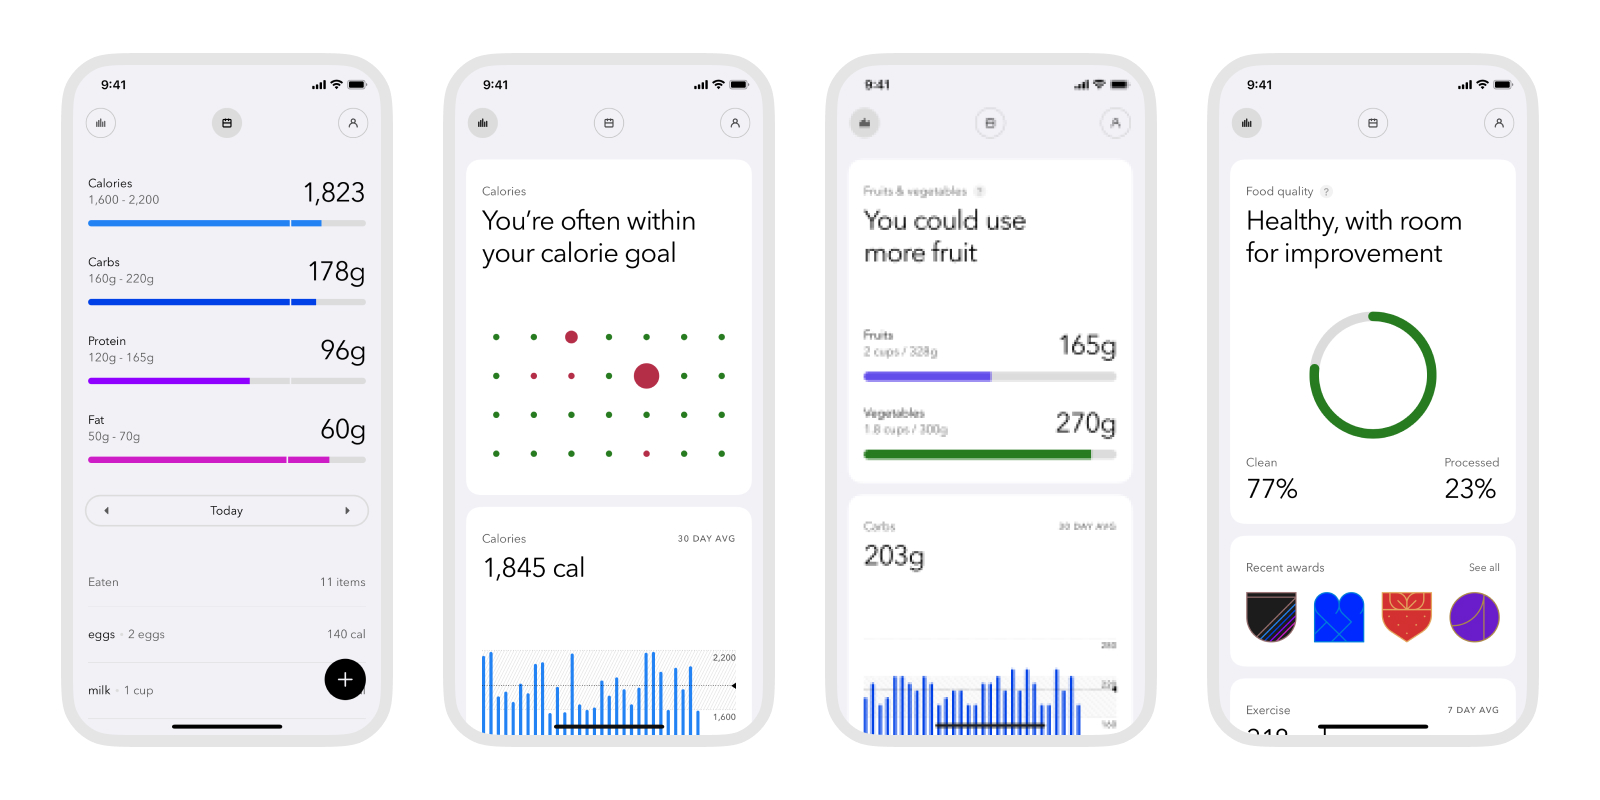 9:41
Calories
1,600 - 2,200
1,823
Carbs
160g - 220g
178g
Protein
120g - 165g
96g
Fat
50g - 70g
60g
Today
Eaten
11 items
eggs • 2 eggs
140 cal
milk • 1 cup
9:41
Calories
You’re often within
your calorie goal
Calories
30 DAY AVG
1,845 cal
2,200
1,600
9:41
Fruits & vegetables ?
You could use
more fruit
Fruits
2 cups / 328g
165g
Vegetables
1.8 cups / 300g
270g
Carbs
30 DAY AVG
203g
9:41
Food quality ?
Healthy, with room
for improvement
Clean
77%
Processed
23%
Recent awards
See all
Exercise
7 DAY AVG